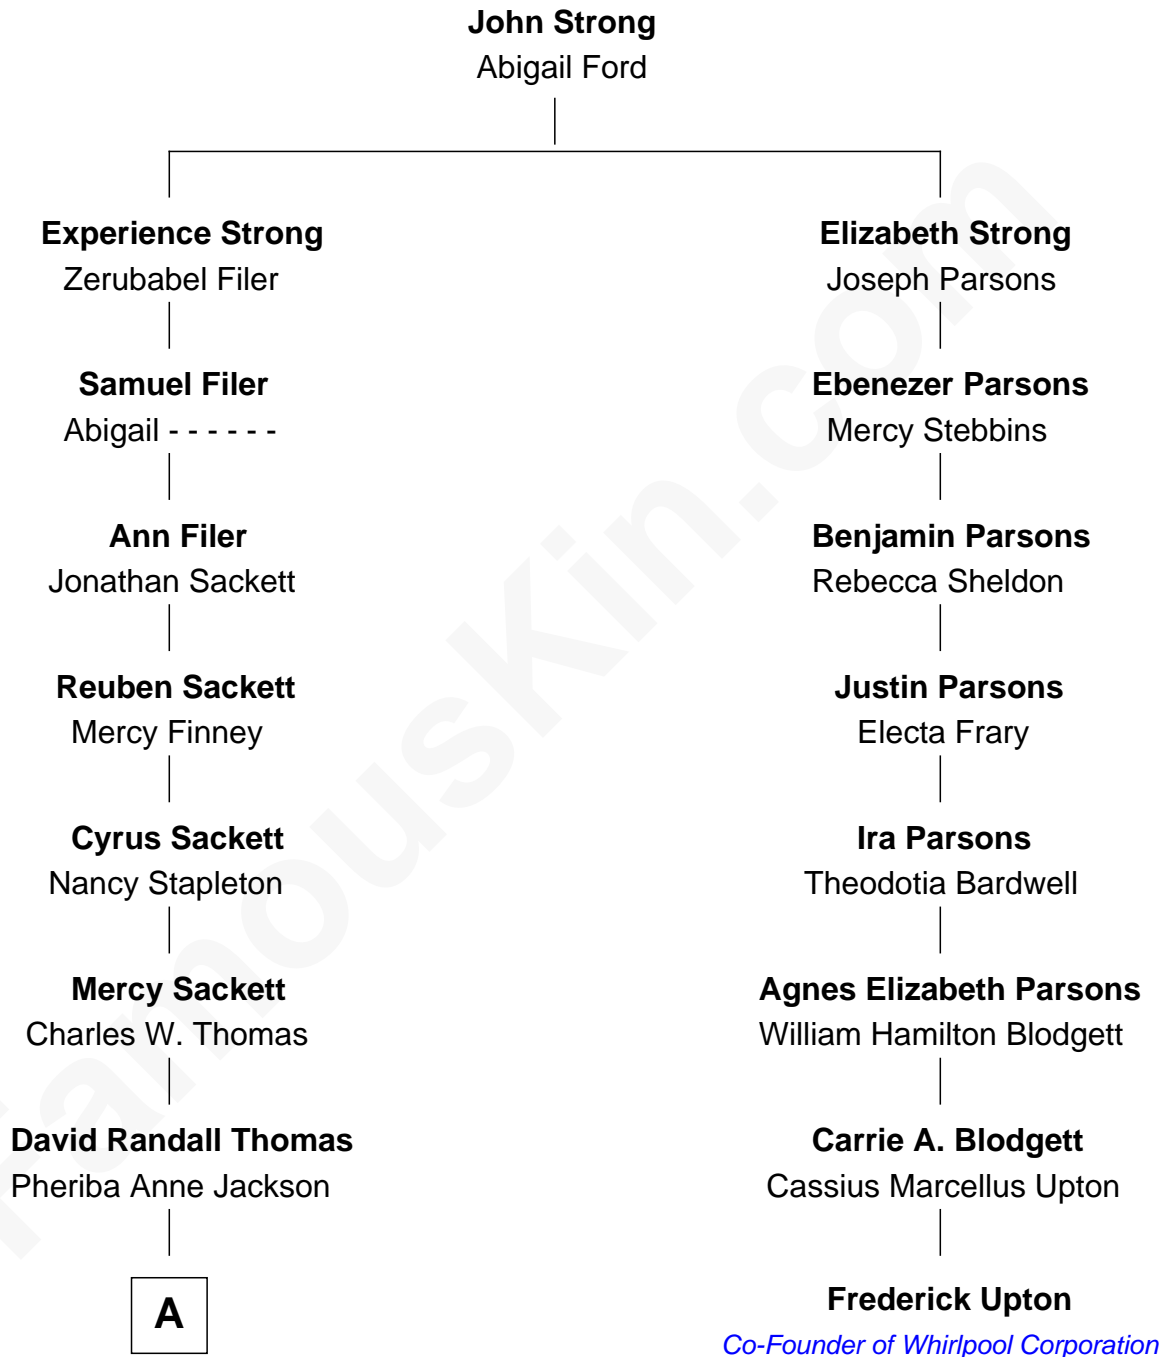 John Strong
Abigail Ford
Experience Strong
Zerubabel Filer
Elizabeth Strong
Joseph Parsons
Samuel Filer
Abigail - - - - - -
Ebenezer Parsons
Mercy Stebbins
Ann Filer
Jonathan Sackett
Benjamin Parsons
Rebecca Sheldon
Reuben Sackett
Mercy Finney
Justin Parsons
Electa Frary
Cyrus Sackett
Nancy Stapleton
Ira Parsons
Theodotia Bardwell
Mercy Sackett
Charles W. Thomas
Agnes Elizabeth Parsons
William Hamilton Blodgett
David Randall Thomas
Pheriba Anne Jackson
Carrie A. Blodgett
Cassius Marcellus Upton
A
Frederick Upton
Co-Founder of Whirlpool Corporation
FamousKin.com